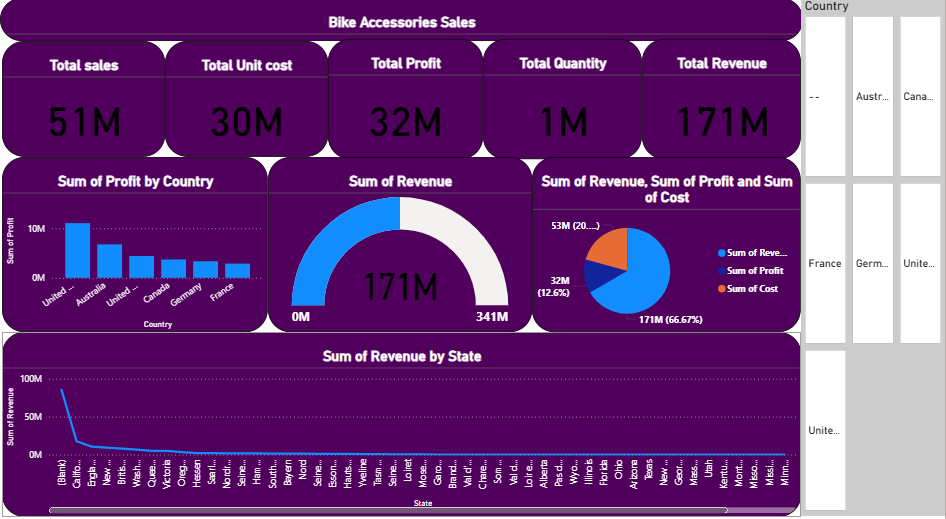 Country
Bike Accessories Sales
Total sales
Total Unit cost
Total Profit
Total Quantity
Total Revenue
51M
30M
32M
1M
171M
--
Austr...
Cana...
France
Germ...
Unite...
Unite...
Sum of Profit by Country
Sum of Profit
10M
0M
United ...
Australia
United ...
Canada
Germany
France
Country
Sum of Revenue
171M
0M
341M
Sum of Revenue, Sum of Profit and Sum
of Cost
53M (20....)
32M
(12.6%)
171M (66.67%)
Sum of Reve...
Sum of Profit
Sum of Cost
Sum of Revenue by State
Sum of Revenue
100M
50M
0M
(Blank)
Califo...
Engla...
New ...
Britis...
Wash...
Quee...
Victoria
Oreg...
Hessen
Saarl...
Nordr...
Seine...
Ham ...
South...
Bayern
Nord
Seine...
Esson...
Hauts...
Yveline
Tasm...
Seine...
Loiret
Mose...
Garo...
Brand...
Val d'...
Chare...
Som ...
Val d...
Loir e...
Alberta
Pas d...
Wyo...
Illinois
Florida
Ohio
Arizona
Texas
New ...
Geor...
Mass...
Utah
Kentu...
Mont...
Misso...
Missi...
Minn...
State